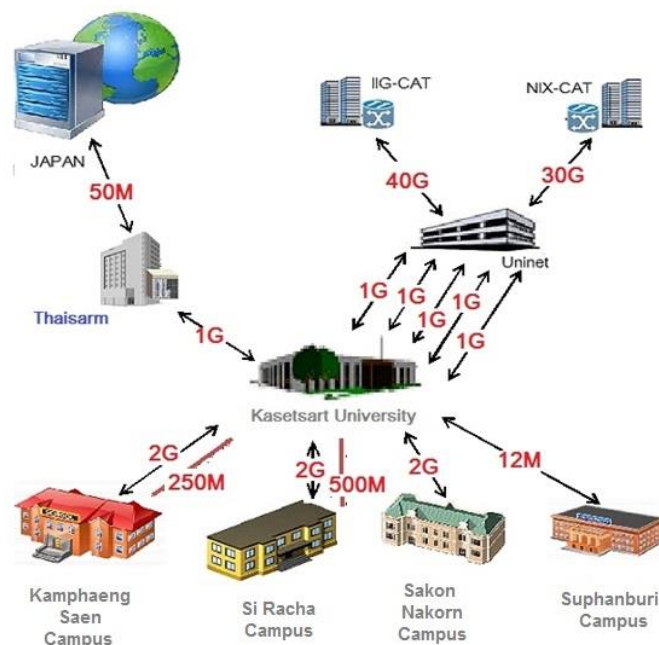 IIG-CAT
NIX-CAT
JAPAN
50M
40G
30G
Uninet
Thaisarm
1G
1G
1G
1G
1G
1G
Kasetsart University
2G
250M
2G
500M
2G
12M
Kamphaeng
Saen
Campus
Si Racha
Campus
Sakon
Nakorn
Campus
Suphanburi
Campus